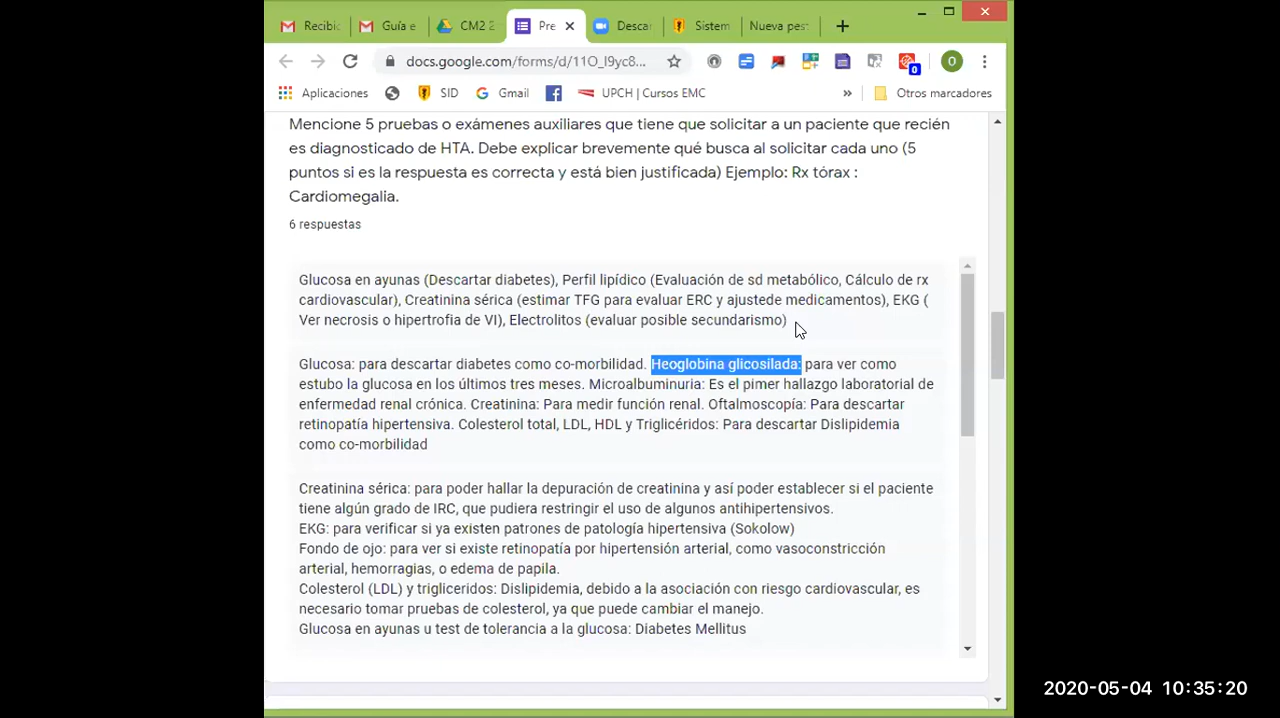 Recibic
Guía e
CM2 2
Pre
Descar
Sistem
Nueva pes
docs.google.com/forms/d/11O_l9yc8...
0
O
Aplicaciones
SID
Gmail
UPCH | Cursos EMC
»
Otros marcadores
Mencione 5 pruebas o exámenes auxiliares que tiene que solicitar a un paciente que recién
es diagnosticado de HTA. Debe explicar brevemente qué busca al solicitar cada uno (5
puntos si es la respuesta es correcta y está bien justificada) Ejemplo: Rx tórax :
Cardiomegalia.
6 respuestas
Glucosa en ayunas (Descartar diabetes), Perfil lipídico (Evaluación de sd metabólico, Cálculo de rx
cardiovascular), Creatinina sérica (estimar TFG para evaluar ERC y ajustede medicamentos), EKG (
Ver necrosis o hipertrofia de VI), Electrolitos (evaluar posible secundarismo)
Glucosa: para descartar diabetes como co-morbilidad. Heoglobina glicosilada: para ver como
estubo la glucosa en los últimos tres meses. Microalbuminuria: Es el pimer hallazgo laboratorial de
enfermedad renal crónica. Creatinina: Para medir función renal. Oftalmoscopía: Para descartar
retinopatía hipertensiva. Colesterol total, LDL, HDL y Triglicéridos: Para descartar Dislipidemia
como co-morbilidad
Creatinina sérica: para poder hallar la depuración de creatinina y así poder establecer si el paciente
tiene algún grado de IRC, que pudiera restringir el uso de algunos antihipertensivos.
EKG: para verificar si ya existen patrones de patología hipertensiva (Sokolow)
Fondo de ojo: para ver si existe retinopatía por hipertensión arterial, como vasoconstricción
arterial, hemorragias, o edema de papila.
Colesterol (LDL) y trigliceridos: Dislipidemia, debido a la asociación con riesgo cardiovascular, es
necesario tomar pruebas de colesterol, ya que puede cambiar el manejo.
Glucosa en ayunas u test de tolerancia a la glucosa: Diabetes Mellitus
2020-05-04 10:35:20